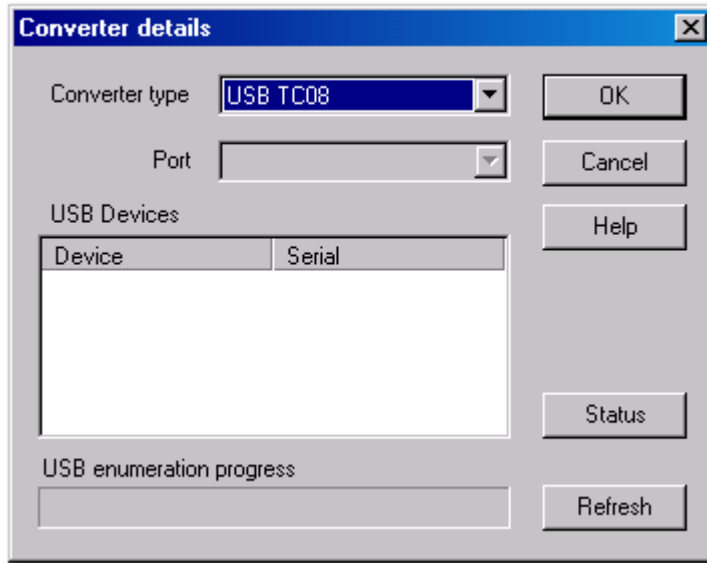 Converter details
Converter type USB TC08 OK
Port Cancel
USB Devices Help
Device Serial
Status
USB enumeration progress
Refresh